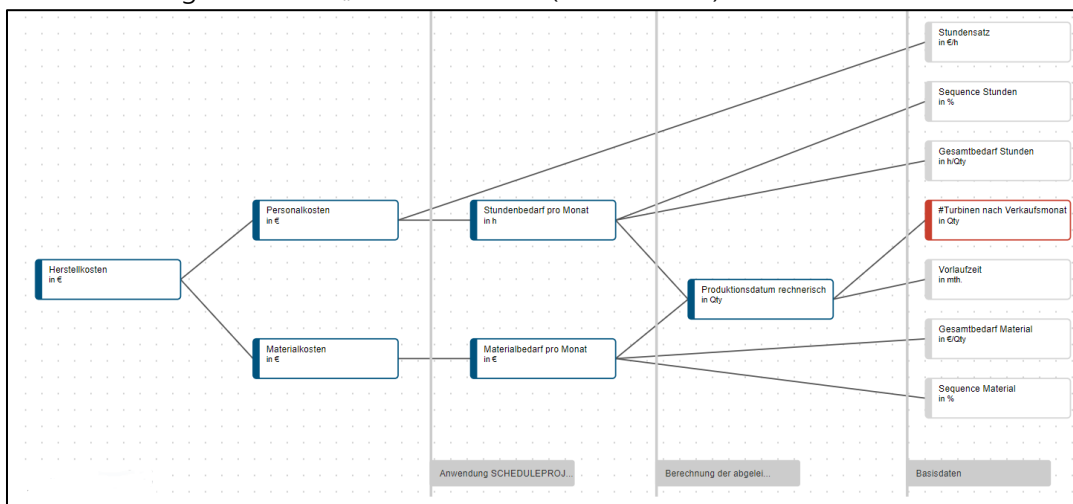 Stundensatz
in €/h
Sequence Stunden
in %
Gesamtbedarf Stunden
in h/Qty
Personalkosten
in €
Stundenbedarf pro Monat
in h
#Turbinen nach Verkaufsmonat
in Qty
Herstellkosten
in €
Produktionsdatum rechnerisch
in Qty
Vorlaufzeit
in mth.
Materialkosten
in €
Materialbedarf pro Monat
in €
Gesamtbedarf Material
in €/Qty
Sequence Material
in %
Anwendung SCHEDULEPROJ...
Berechnung der abgelei...
Basisdaten